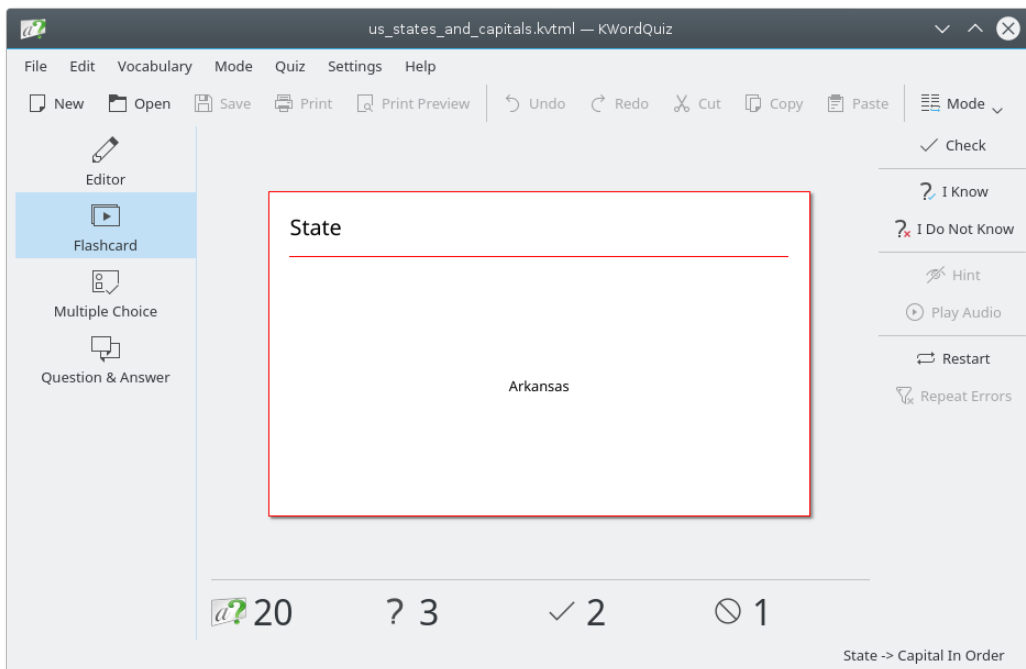 us_states_and_capitals.kvtml — KWordQuiz
File Edit Vocabulary Mode Quiz Settings Help
New Open Save Print Print Preview Undo Redo Cut Copy Paste Mode
Editor
Flashcard
Multiple Choice
Question & Answer
State
Arkansas
Check
I Know
I Do Not Know
Hint
Play Audio
Restart
Repeat Errors
a? 20 ? 3 2 1
State -> Capital In Order